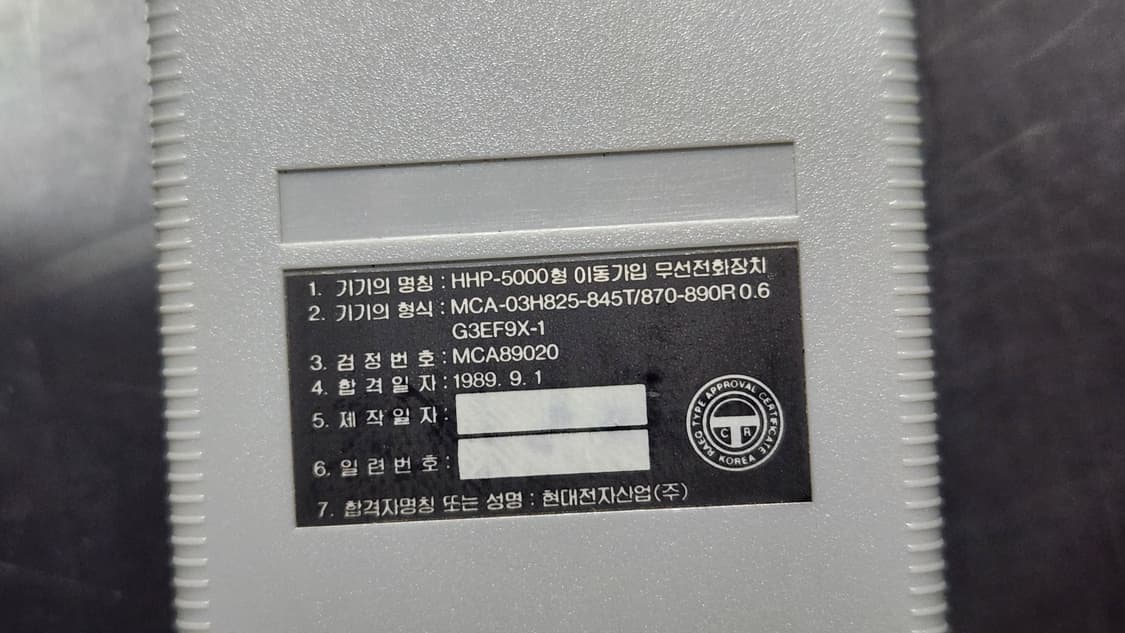 1. 기기의 명칭 : HHP-5000형 이동가입 무선전화장치
2. 기기의 형식 : MCA-03H825-845T/870-890R 0.6
G3EF9X-1
3. 검 정 번 호 : MCA89020
4. 합 격 일 자 : 1989. 9. 1
5. 제 작 일 자 :
6. 일 련 번 호 :
7. 합격자명칭 또는 성명 : 현대전자산업(주)
TYPE APPROVAL CERTIFICATE
C R
KOREA